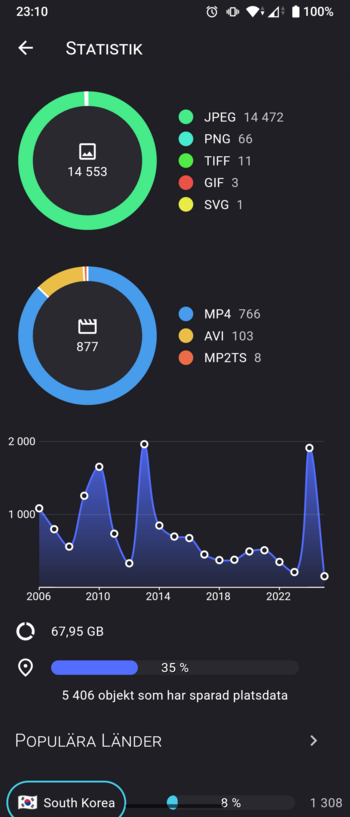 23:10
100%
STATISTIK
14 553
JPEG 14 472
PNG 66
TIFF 11
GIF 3
SVG 1
877
MP4 766
AVI 103
MP2TS 8
2 000
1 000
2006 2010 2014 2018 2022
67,95 GB
35 %
5 406 objekt som har sparad platsdata
POPULÄRA LÄNDER
South Korea 8 % 1 308